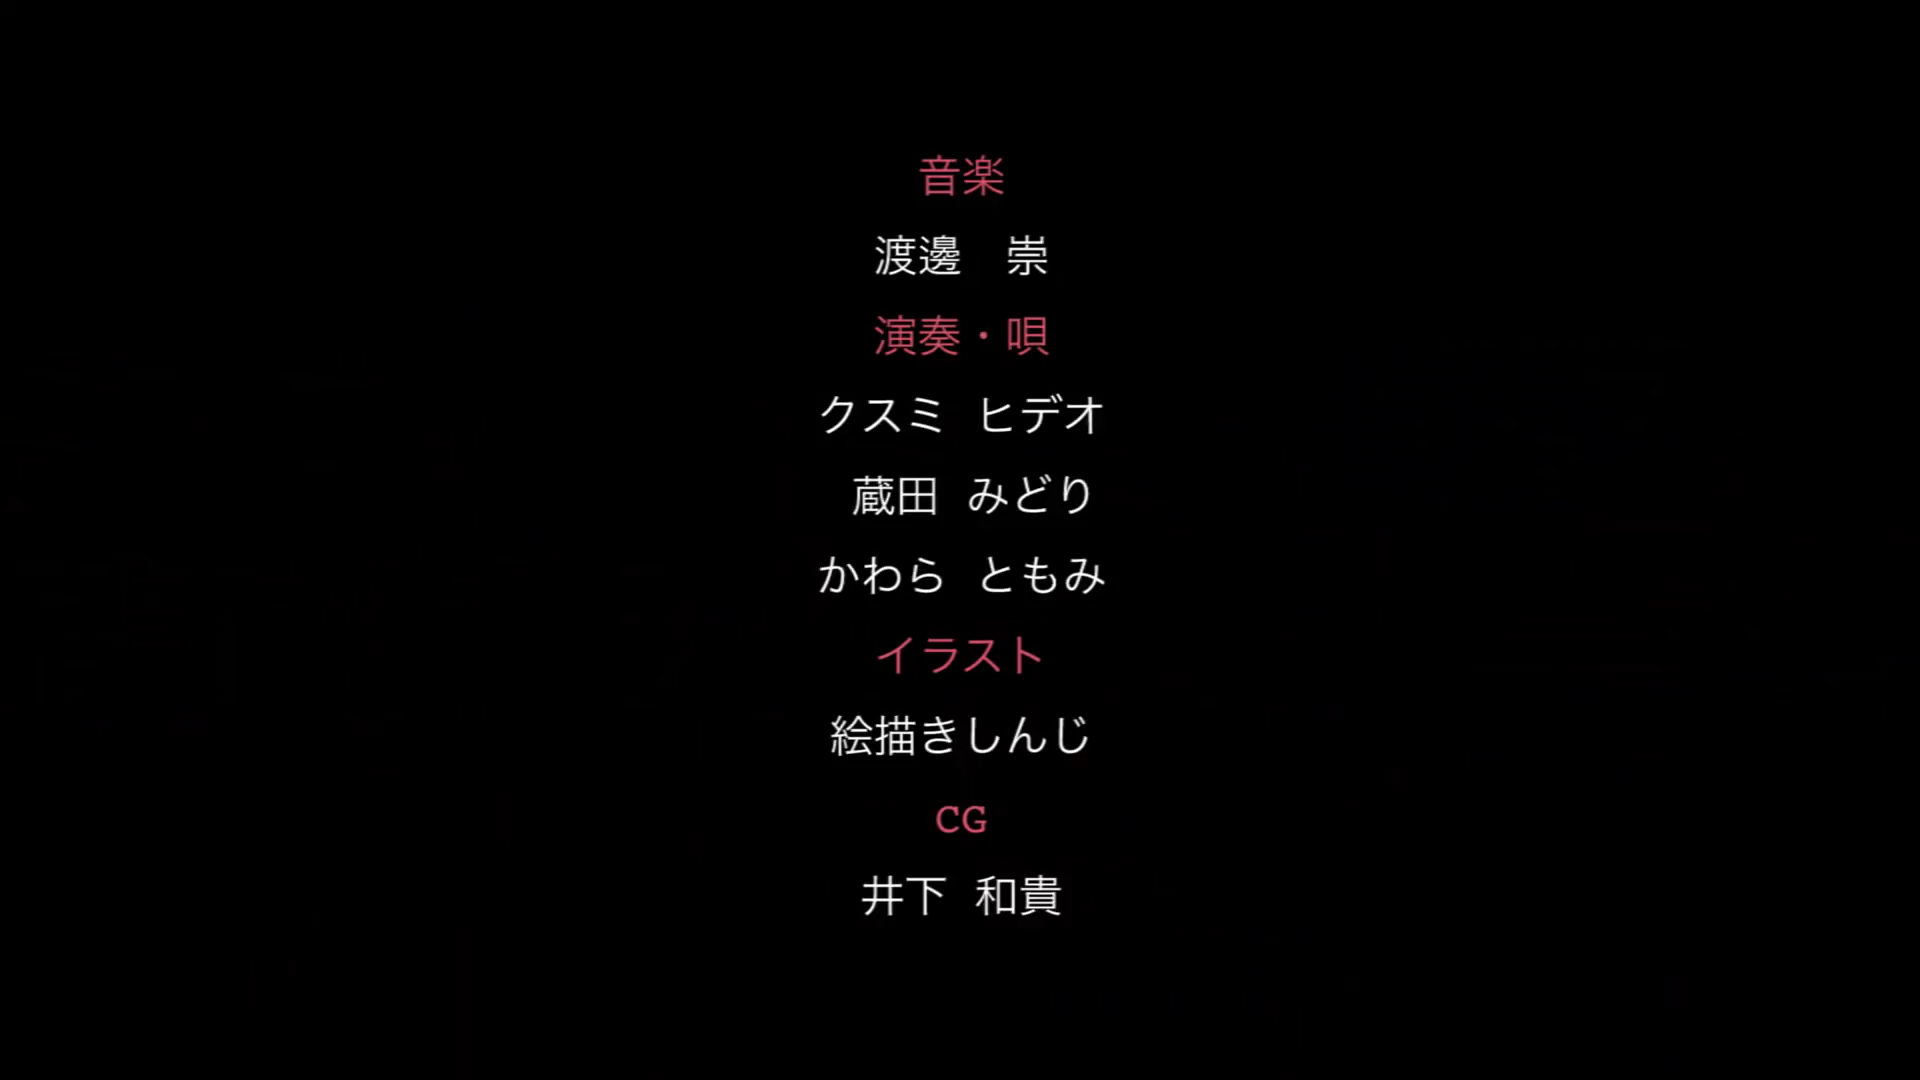 音楽
渡邊　崇
演奏・唄
クスミ ヒデオ
蔵田 みどり
かわら ともみ
イラスト
絵描きしんじ
CG
井下 和貴